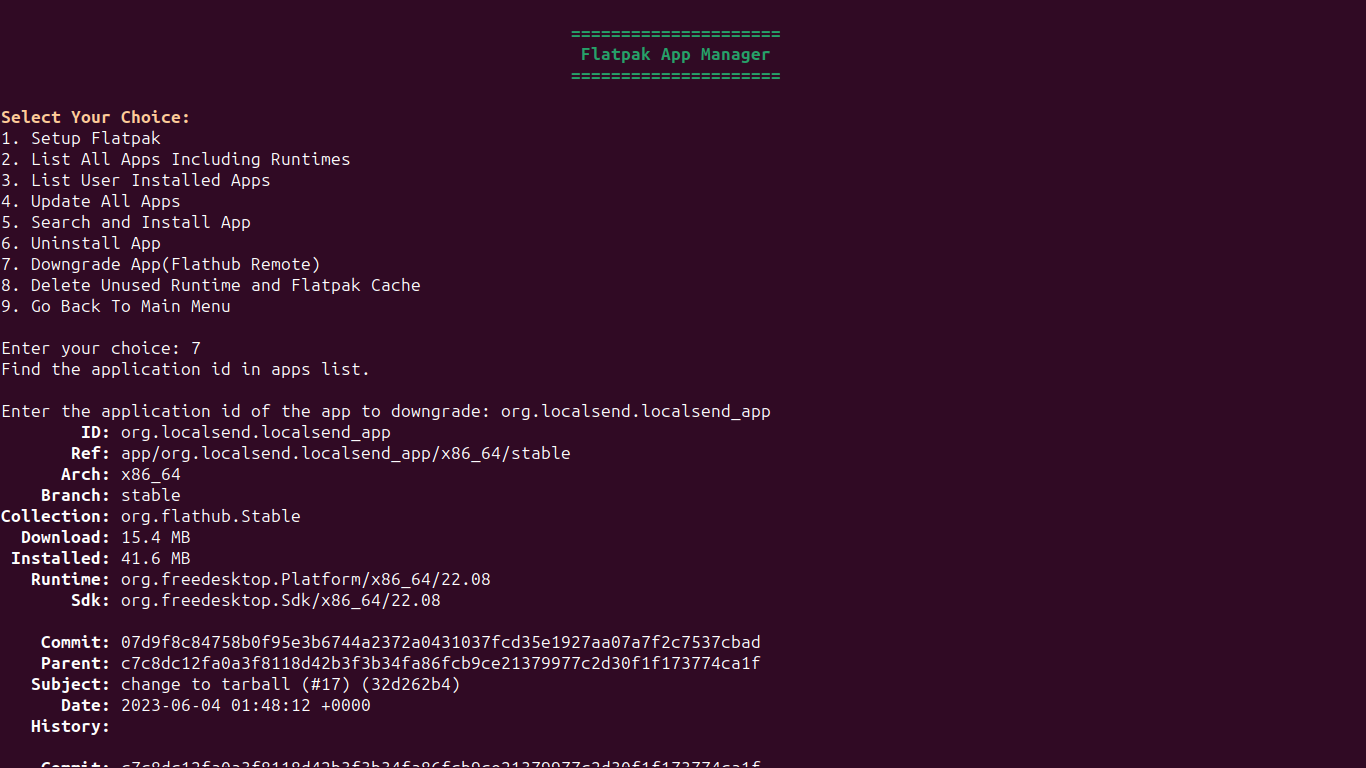 =====================
Flatpak App Manager
=====================
Select Your Choice:
1. Setup Flatpak
2. List All Apps Including Runtimes
3. List User Installed Apps
4. Update All Apps
5. Search and Install App
6. Uninstall App
7. Downgrade App(Flathub Remote)
8. Delete Unused Runtime and Flatpak Cache
9. Go Back To Main Menu
Enter your choice: 7
Find the application id in apps list.
Enter the application id of the app to downgrade: org.localsend.localsend_app
ID: org.localsend.localsend_app
Ref: app/org.localsend.localsend_app/x86_64/stable
Arch: x86_64
Branch: stable
Collection: org.flathub.Stable
Download: 15.4 MB
Installed: 41.6 MB
Runtime: org.freedesktop.Platform/x86_64/22.08
Sdk: org.freedesktop.Sdk/x86_64/22.08
Commit: 07d9f8c84758b0f95e3b6744a2372a0431037fcd35e1927aa07a7f2c7537cbad
Parent: c7c8dc12fa0a3f8118d42b3f3b34fa86fcb9ce21379977c2d30f1f173774ca1f
Subject: change to tarball (#17) (32d262b4)
Date: 2023-06-04 01:48:12 +0000
History:
Commit: c7c8dc12fa0a3f8118d42b3f3b34fa86fcb9ce21379977c2d30f1f173774ca1f